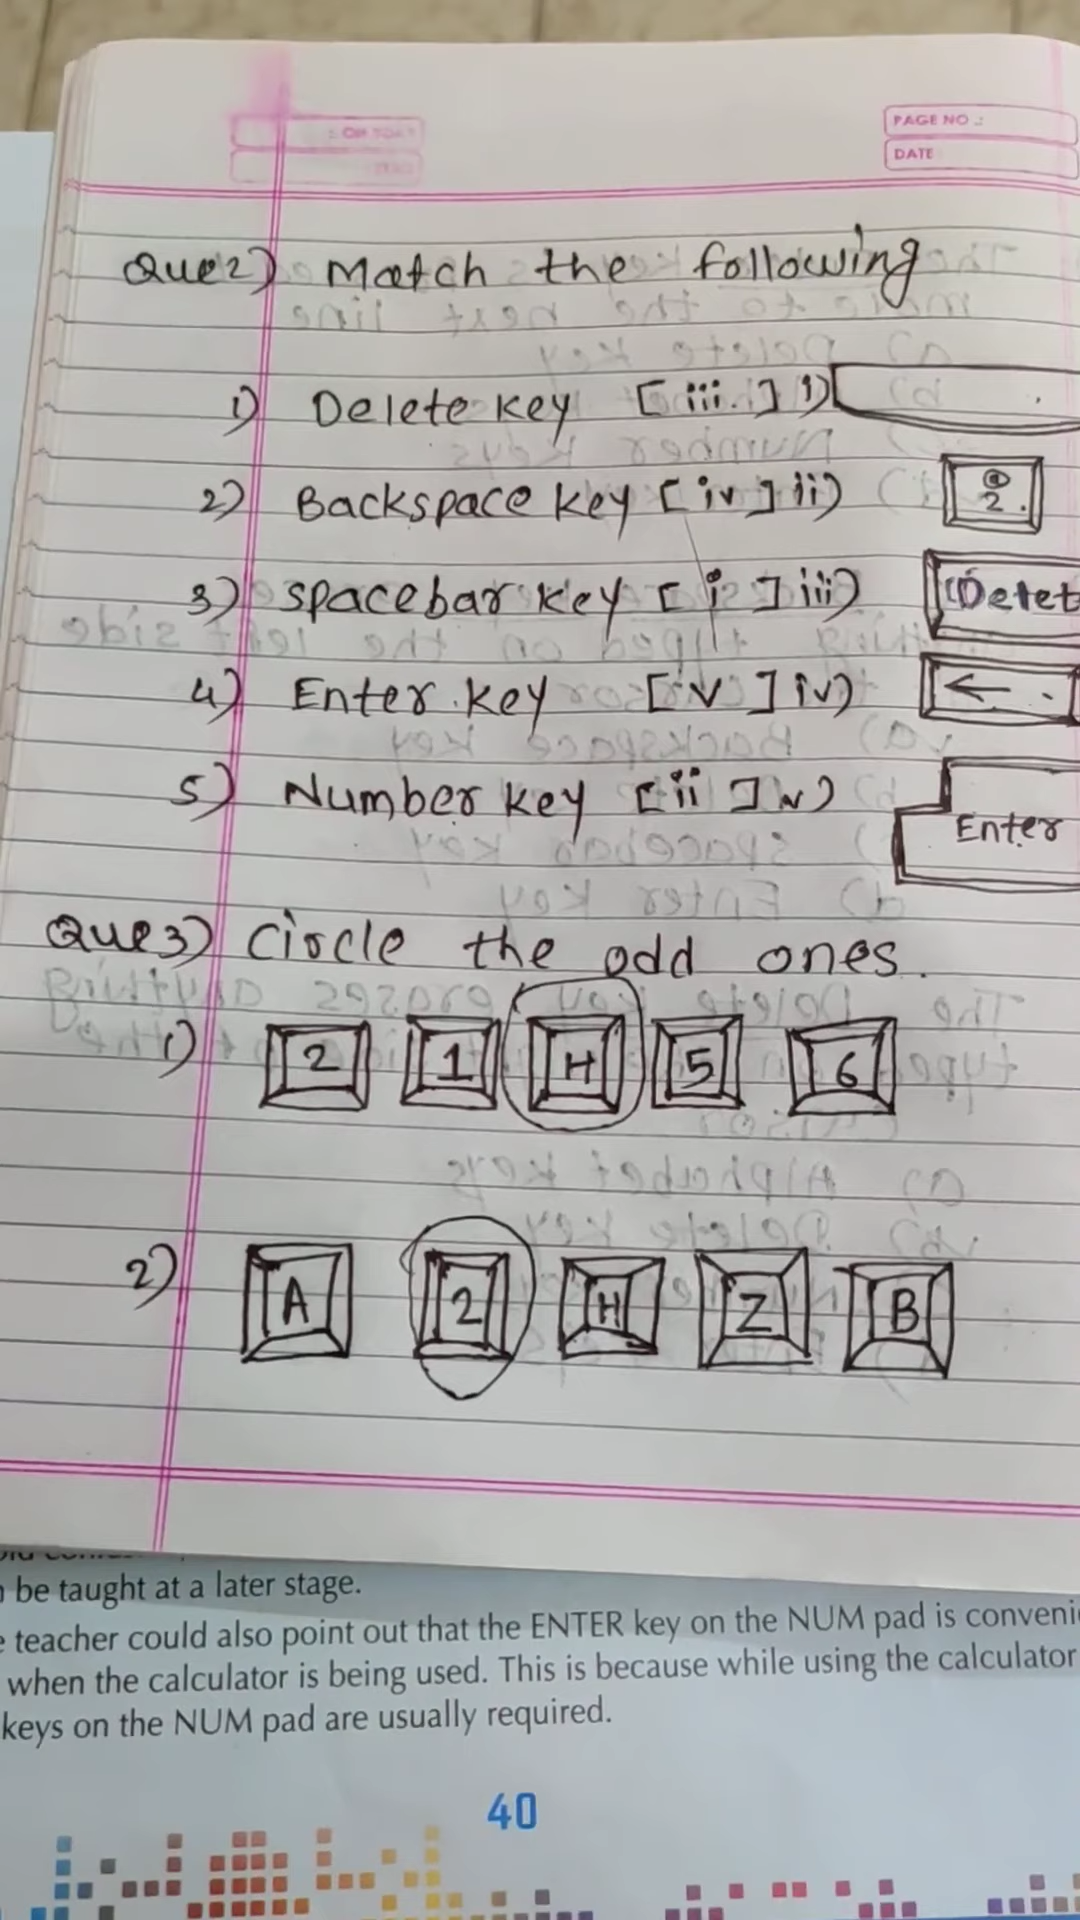 PAGE NO.:
DATE
Que 2) Match the following
1) Delete key [iii.] i)
2) Backspace key [iv] ii) @ 2
3) spacebar key [i] iii) Delet
4) Enter key [v] iv) ←
5) Number key [ii] v) Enter
Que 3) Circle the odd ones.
1) 2 1 H 5 6
2) A 2 H Z B
be taught at a later stage.
teacher could also point out that the ENTER key on the NUM pad is conveni
when the calculator is being used. This is because while using the calculator
keys on the NUM pad are usually required.
40